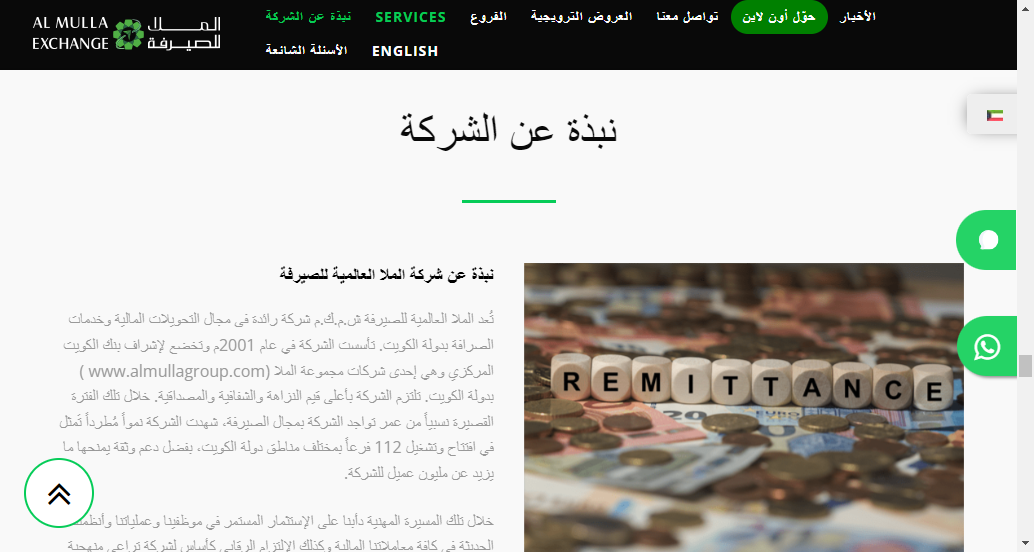 AL MULLA
EXCHANGE
المـــلا
للصيرفة
نبذة عن الشركة SERVICES الفروع العروض الترويجية تواصل معنا حوّل أون لاين الأخبار
الأسئلة الشائعة ENGLISH
نبذة عن الشركة
نبذة عن شركة الملا العالمية للصيرفة
تُعد الملا العالمية للصيرفة ش.م.ك.م شركة رائدة فى مجال التحويلات المالية وخدمات
الصرافة بدولة الكويت. تأسست الشركة في عام 2001م وتخضع لإشراف بنك الكويت
المركزي وهي إحدى شركات مجموعة الملا (www.almullagroup.com )
بدولة الكويت. تلتزم الشركة بأعلى قيم النزاهة والشفافية والمصداقية. خلال تلك الفترة
القصيرة نسبياً من عمر تواجد الشركة بمجال الصيرفة، شهدت الشركة نمواً مُطرداً تَمثل
في افتتاح وتشغيل 112 فرعاً بمختلف مناطق دولة الكويت، بفضل دعم وثقة يمنحها ما
يزيد عن مليون عميل للشركة.
خلال تلك المسيرة المهنية دأبنا على الإستثمار المستمر في موظفينا وعملياتنا وأنظمتنا
الحديثة في كافة معاملاتنا المالية وكذلك الالتزام الرقابي كأساس لشركة تراعي منهجية
REMITTANCE